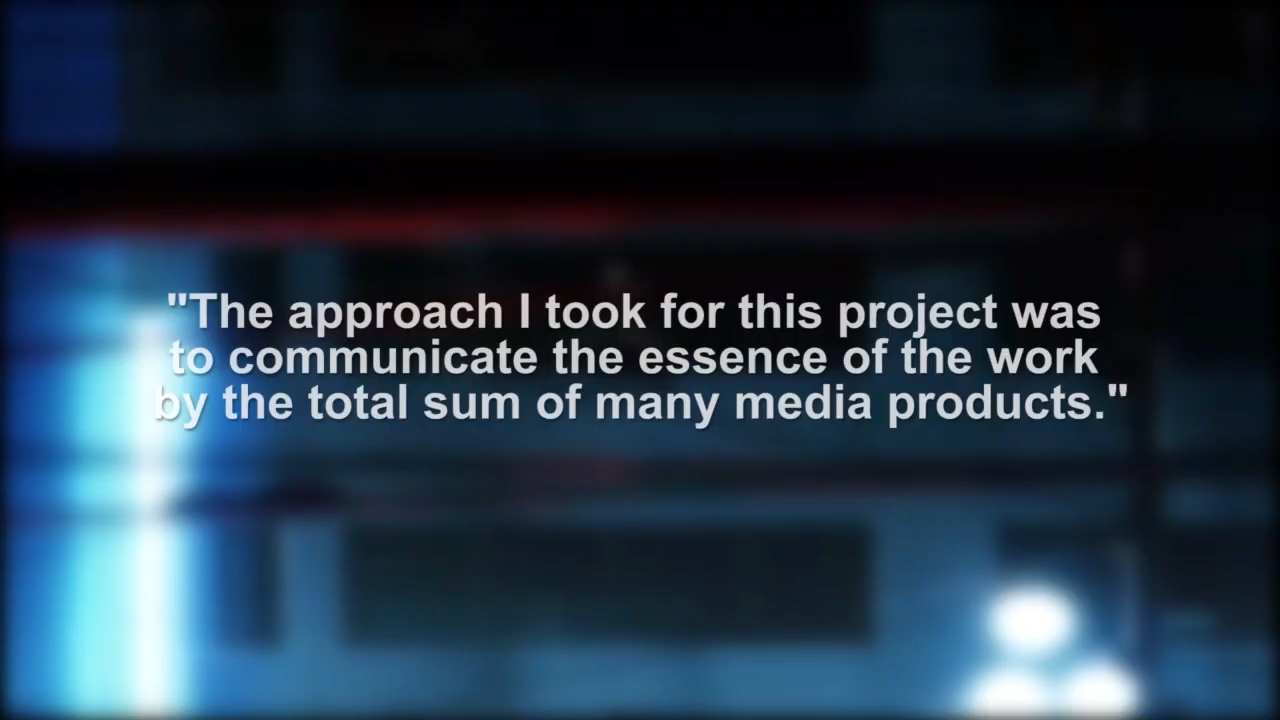 "The approach I took for this project was
to communicate the essence of the work
by the total sum of many media products."